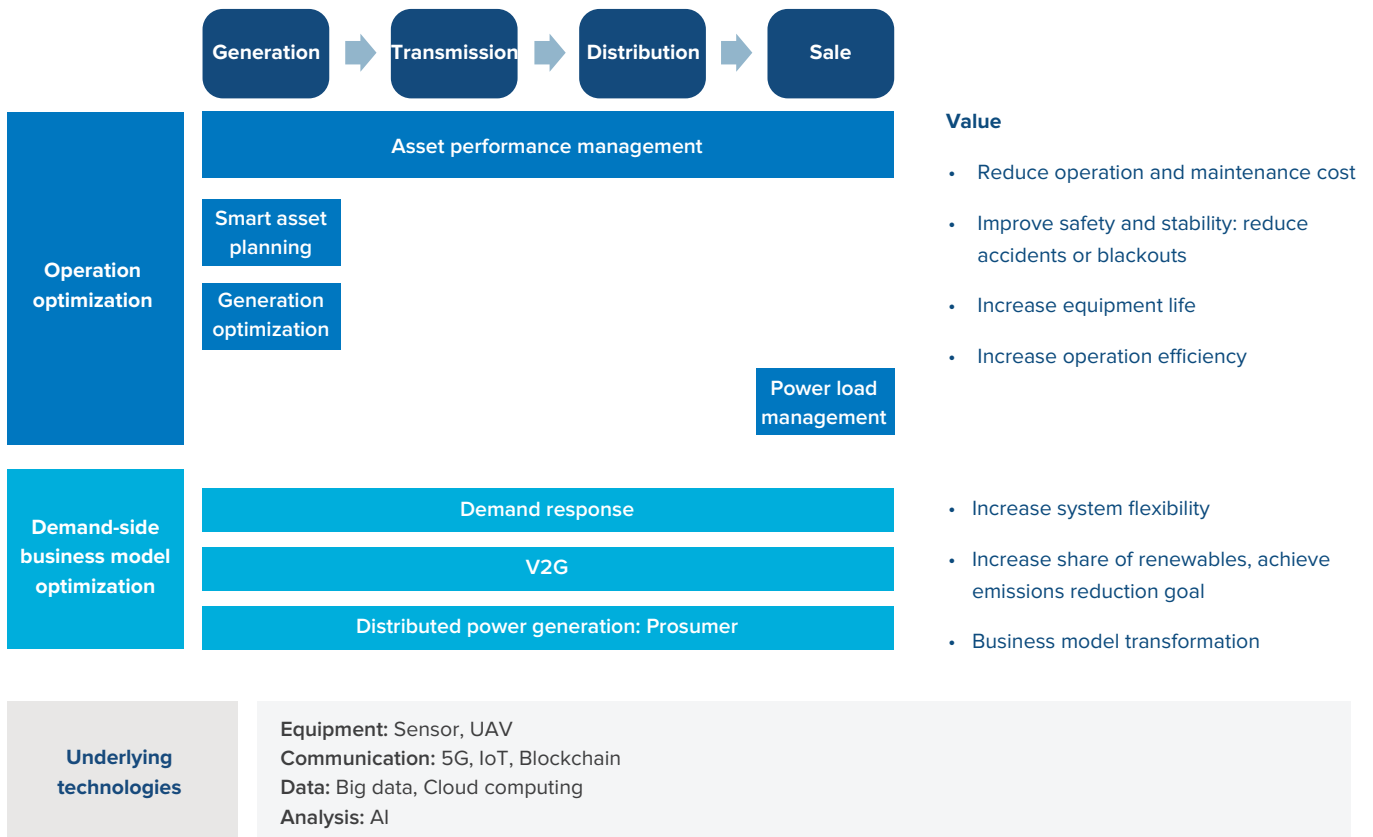 Generation
Transmission
Distribution
Sale
Operation
optimization
Asset performance management
Smart asset
planning
Generation
optimization
Power load
management
Value
• Reduce operation and maintenance cost
• Improve safety and stability: reduce
accidents or blackouts
• Increase equipment life
• Increase operation efficiency
Demand-side
business model
optimization
Demand response
V2G
Distributed power generation: Prosumer
• Increase system flexibility
• Increase share of renewables, achieve
emissions reduction goal
• Business model transformation
Underlying
technologies
Equipment: Sensor, UAV
Communication: 5G, IoT, Blockchain
Data: Big data, Cloud computing
Analysis: AI